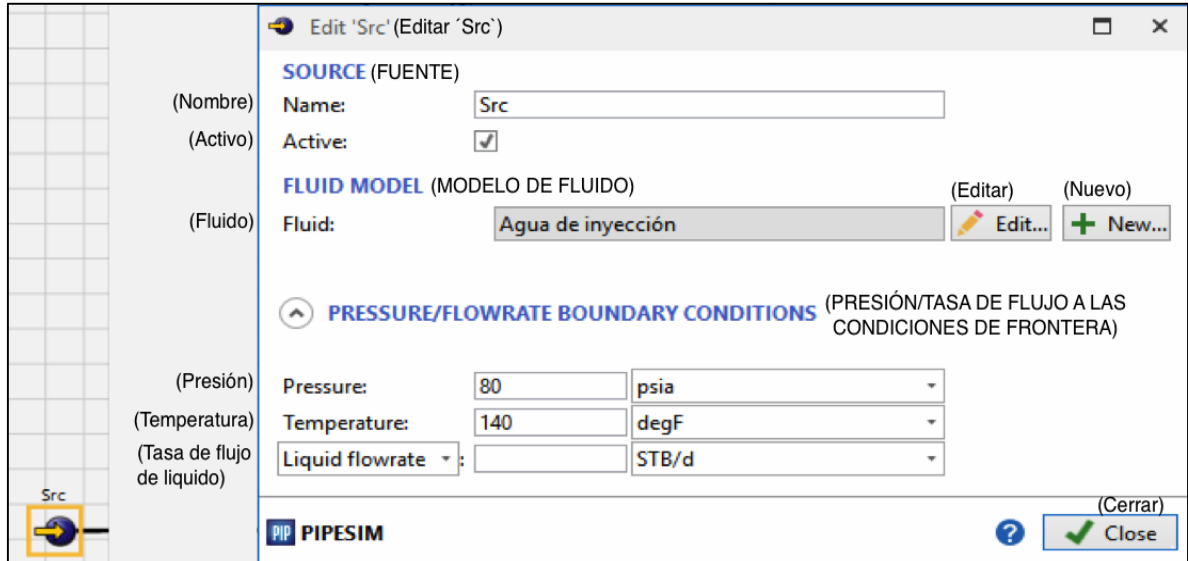 Edit 'Src' (Editar ´Src`)
SOURCE (FUENTE)
(Nombre) Name: Src
(Activo) Active:
FLUID MODEL (MODELO DE FLUIDO)
(Editar) (Nuevo)
(Fluido) Fluid: Agua de inyección Edit... New...
PRESSURE/FLOWRATE BOUNDARY CONDITIONS (PRESIÓN/TASA DE FLUJO A LAS
CONDICIONES DE FRONTERA)
(Presión) Pressure: 80 psia
(Temperatura) Temperature: 140 degF
(Tasa de flujo
de liquido) Liquid flowrate : STB/d
Src
(Cerrar)
PIP PIPESIM ? Close